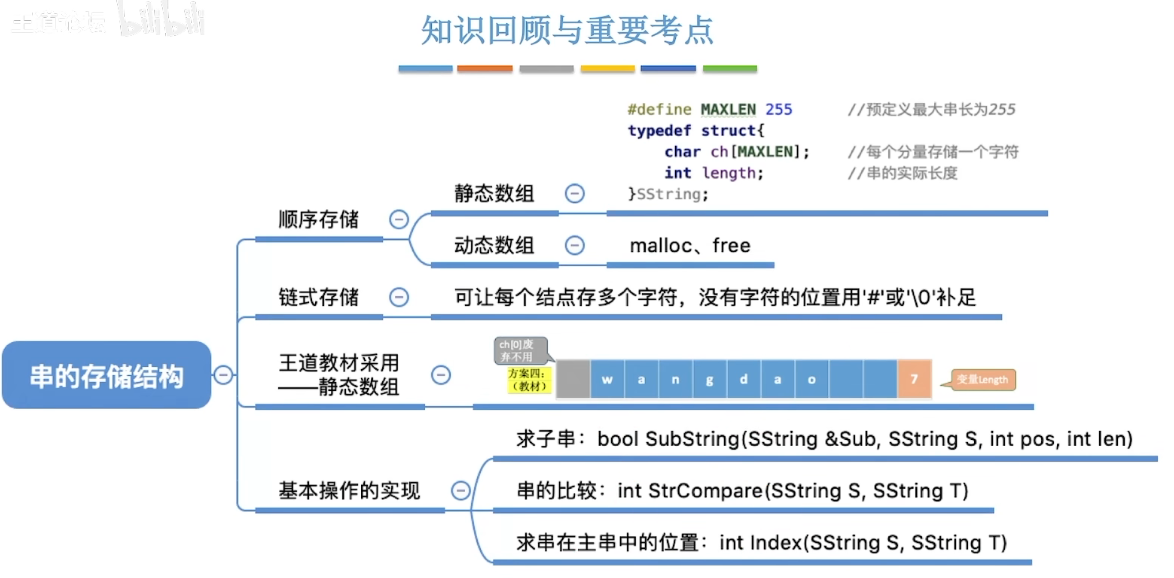 王道论坛 bilibili
知识回顾与重要考点
#define MAXLEN 255 //预定义最大串长为255
typedef struct{
char ch[MAXLEN]; //每个分量存储一个字符
int length; //串的实际长度
}SString;
静态数组
顺序存储
动态数组
malloc、free
链式存储
可让每个结点存多个字符，没有字符的位置用'#'或'\0'补足
串的存储结构
王道教材采用
——静态数组
ch[0]废
弃不用
方案四：
（教材）
w a n g d a o 7
变量Length
基本操作的实现
求子串：bool SubString(SString &Sub, SString S, int pos, int len)
串的比较：int StrCompare(SString S, SString T)
求串在主串中的位置：int Index(SString S, SString T)